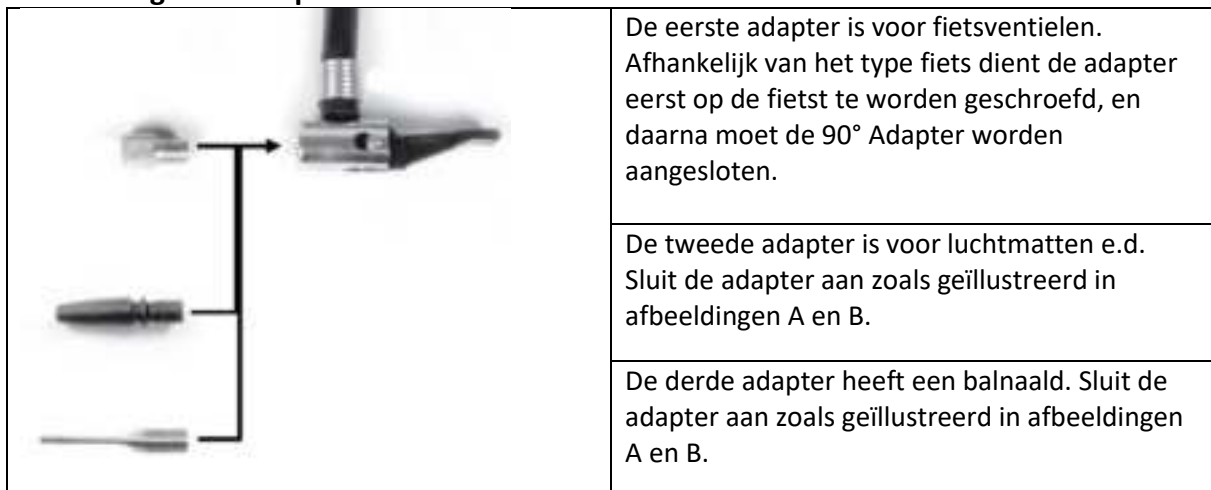 De eerste adapter is voor fietsventielen.
Afhankelijk van het type fiets dient de adapter
eerst op de fietst te worden geschroefd, en
daarna moet de 90° Adapter worden
aangesloten.
De tweede adapter is voor luchtmatten e.d.
Sluit de adapter aan zoals geïllustreerd in
afbeeldingen A en B.
De derde adapter heeft een balnaald. Sluit de
adapter aan zoals geïllustreerd in afbeeldingen
A en B.